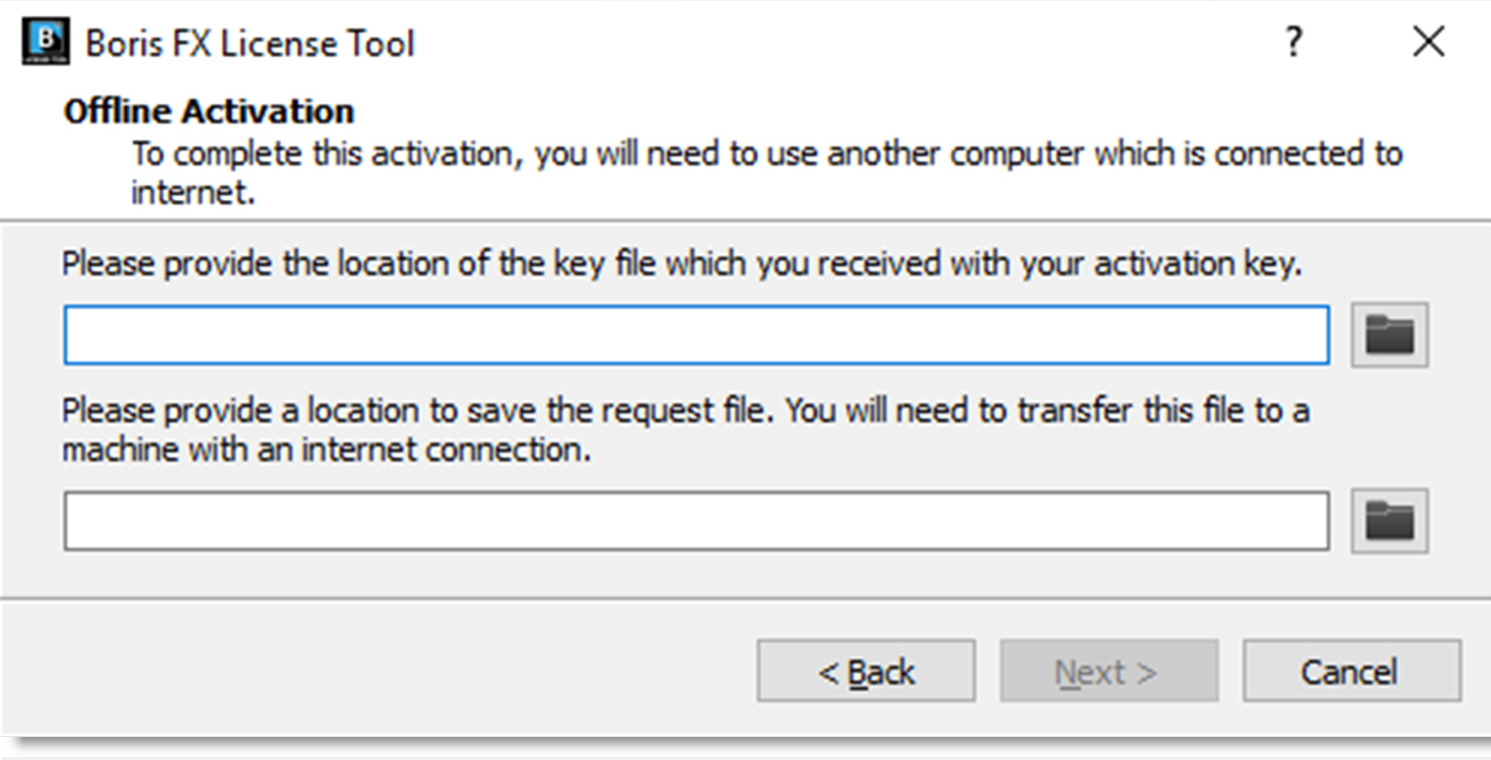 B
Boris FX License Tool
?
Offline Activation
To complete this activation, you will need to use another computer which is connected to
internet.
Please provide the location of the key file which you received with your activation key.
Please provide a location to save the request file. You will need to transfer this file to a
machine with an internet connection.
< Back
Next >
Cancel